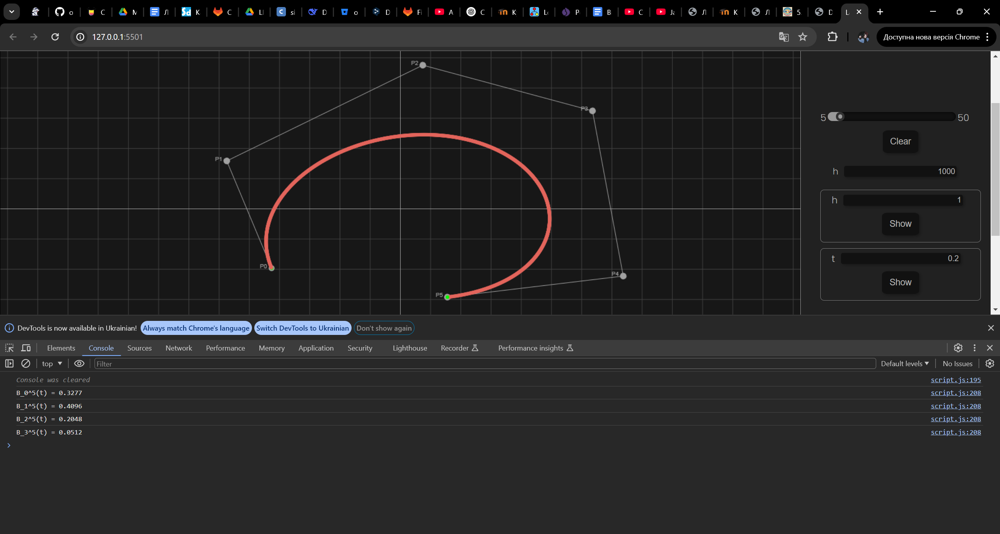 o
C
M
Л
K
C
LI
si
D
o
D
Fi
A
C
K
L
P
B
C
Ja
Л
K
Л
5.
D
L
127.0.0.1:5501
Доступна нова версія Chrome
P2
P3
P1
P0
P4
P5
5 50
Clear
h 1000
h 1
Show
t 0.2
Show
DevTools is now available in Ukrainian! Always match Chrome's language Switch DevTools to Ukrainian Don't show again
Elements Console Sources Network Performance Memory Application Security Lighthouse Recorder Performance insights
top Filter Default levels No Issues
Console was cleared script.js:195
B_0^5(t) = 0.3277 script.js:208
B_1^5(t) = 0.4096 script.js:208
B_2^5(t) = 0.2048 script.js:208
B_3^5(t) = 0.0512 script.js:208